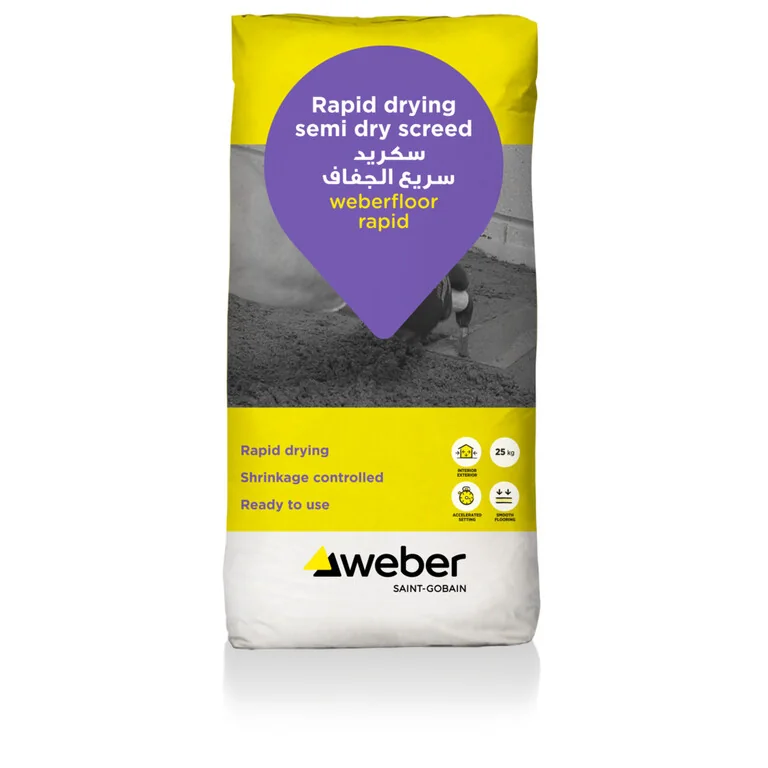 Rapid drying
semi dry screed
سكريد
سريع الجفاف
weberfloor
rapid
Rapid drying
Shrinkage controlled
Ready to use
INTERIOR
EXTERIOR
25 kg
ACCELERATED
SETTING
SMOOTH
FLOORING
weber
SAINT-GOBAIN